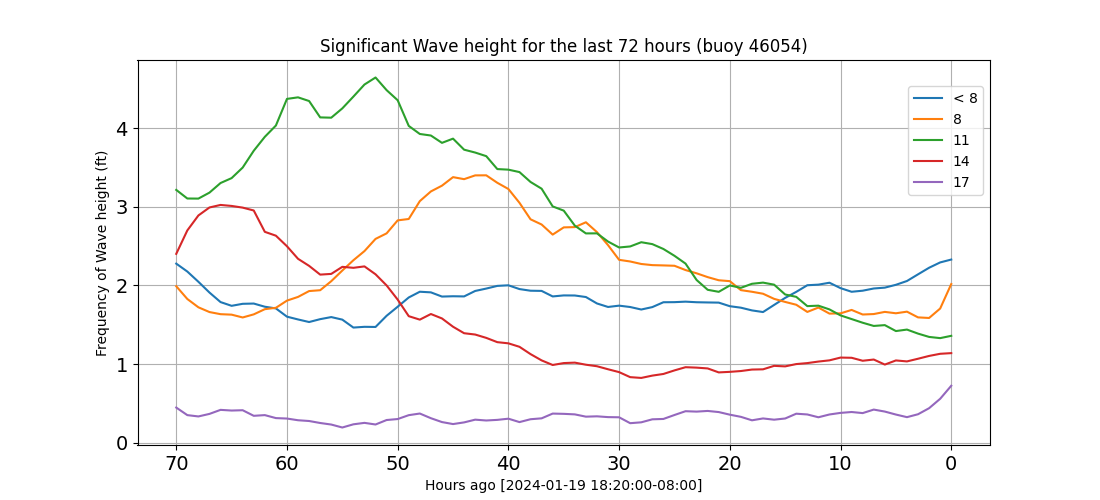 Significant Wave height for the last 72 hours (buoy 46054)
Frequency of Wave height (ft)
4
3
2
1
0
< 8
8
11
14
17
70 60 50 40 30 20 10 0
Hours ago [2024-01-19 18:20:00-08:00]